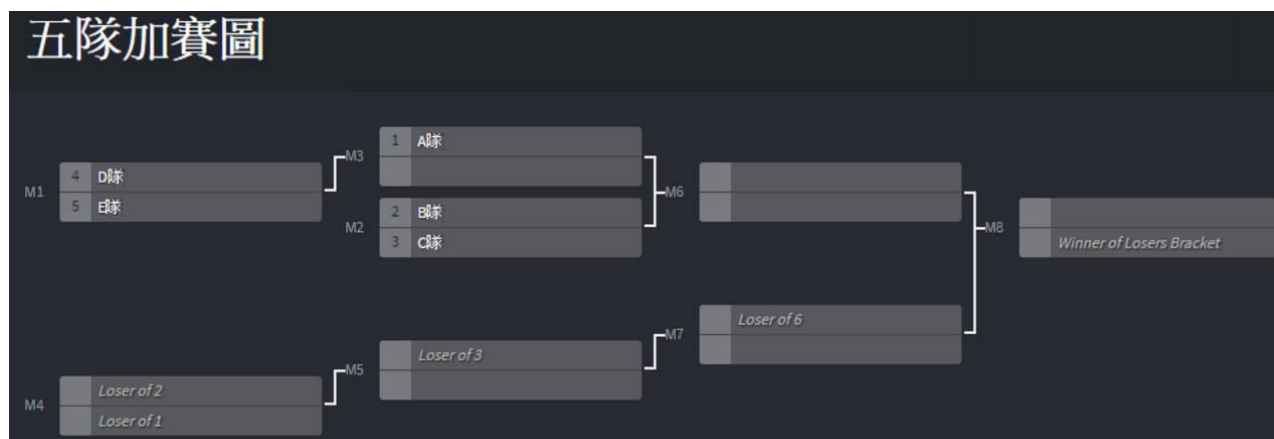 五隊加賽圖
M1
4 D隊
5 E隊
M3
1 A隊
M2
2 B隊
3 C隊
M6
M8
Winner of Losers Bracket
M4
Loser of 2
Loser of 1
M5
Loser of 3
M7
Loser of 6